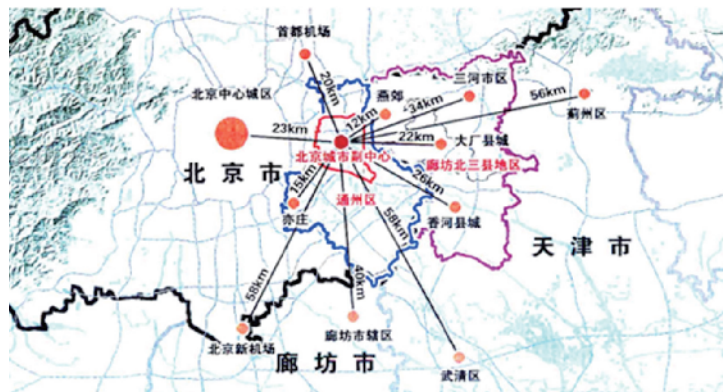 首都机场
20km
北京中心城区
燕郊
三河市区
34km
56km
蓟州区
12km
23km
22km
大厂县城
北京城市副中心
廊坊北三县地区
北京市
15km
通州区
26km
亦庄
香河县城
58km
天津市
58km
40km
北京新机场
廊坊市辖区
廊坊市
武清区